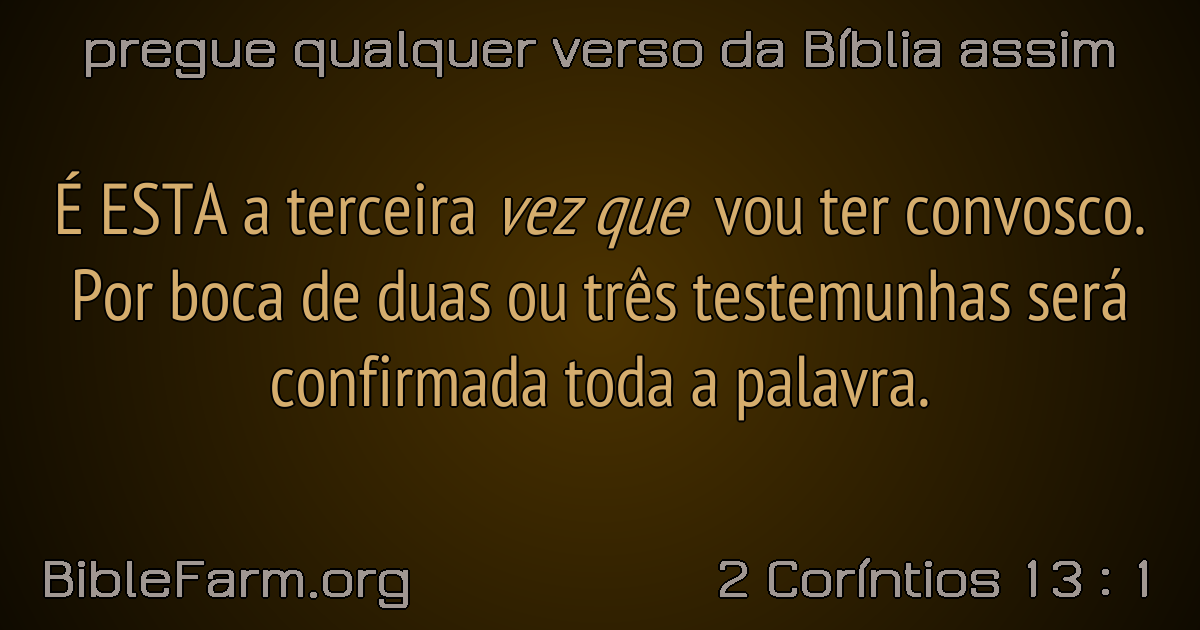 pregue qualquer verso da Bíblia assim
É ESTA a terceira vez que vou ter convosco.
Por boca de duas ou três testemunhas será
confirmada toda a palavra.
BibleFarm.org
2 Coríntios 13 : 1